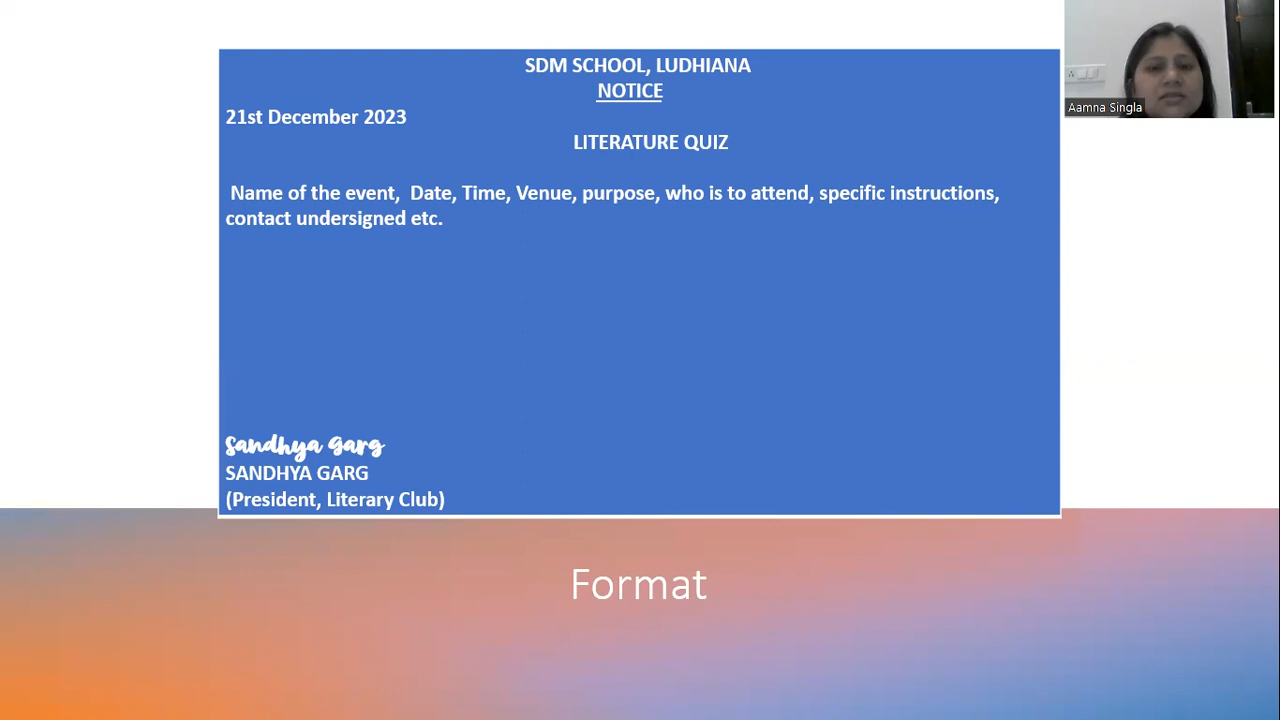 SDM SCHOOL, LUDHIANA
NOTICE
21st December 2023
LITERATURE QUIZ
Name of the event, Date, Time, Venue, purpose, who is to attend, specific instructions,
contact undersigned etc.
Sandhya Garg
SANDHYA GARG
(President, Literary Club)
Format
Aamna Singla